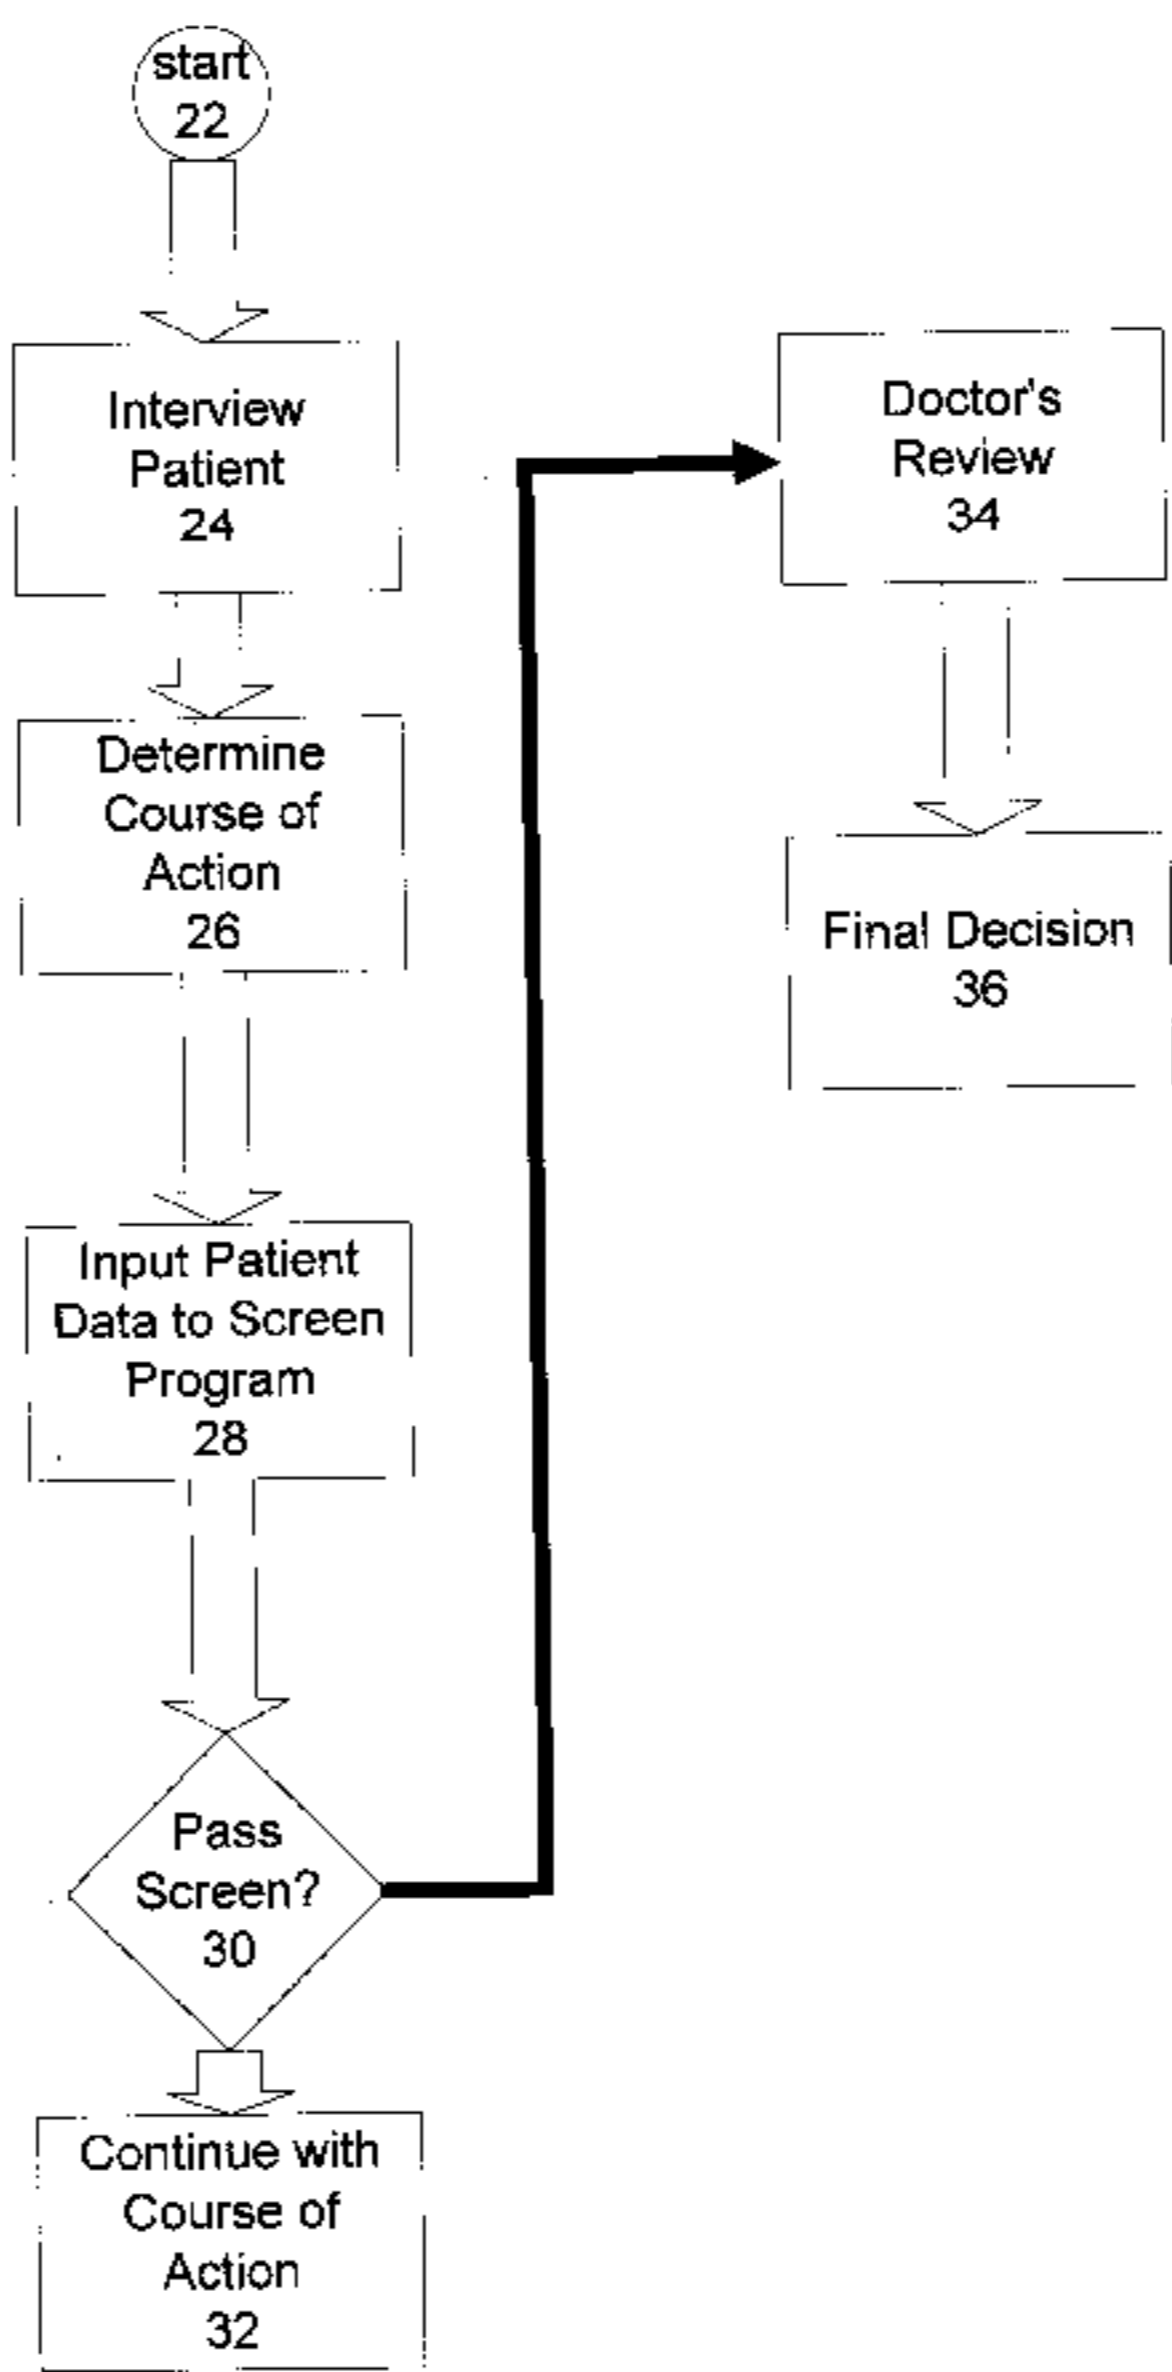 start
22
Interview
Patient
24
Determine
Course of
Action
26
Input Patient
Data to Screen
Program
28
Pass
Screen?
30
Continue with
Course of
Action
32
Doctor's
Review
34
Final Decision
36